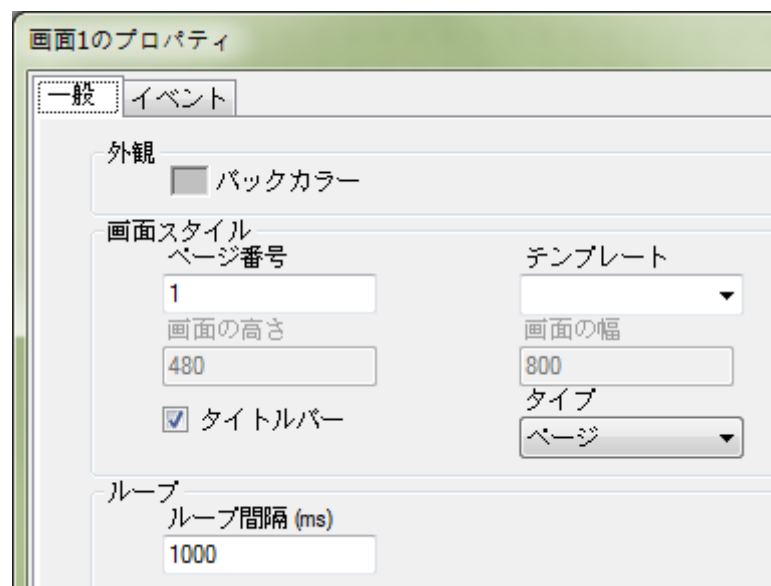 画面1のプロパティ
一般 イベント
外観
バックカラー
画面スタイル
ページ番号 テンプレート
1
画面の高さ 画面の幅
480 800
タイプ
タイトルバー ページ
ループ
ループ間隔 (ms)
1000